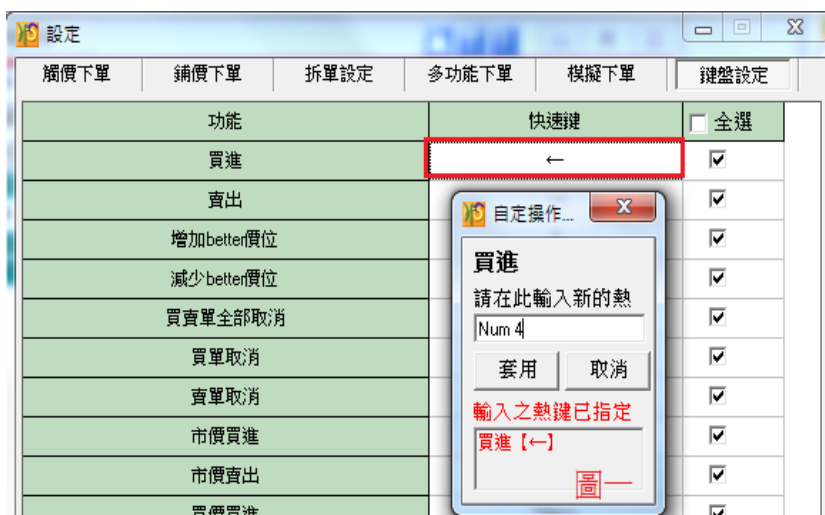 設定
觸價下單 鋪價下單 拆單設定 多功能下單 模擬下單 鍵盤設定
功能 快速鍵 全選
買進 ←
賣出
增加better價位
減少better價位
買賣單全部取消
買單取消
賣單取消
市價買進
市價賣出
買價買進
自定操作...
買進
請在此輸入新的熱
Num 4
套用 取消
輸入之熱鍵已指定
買進【←】
圖一